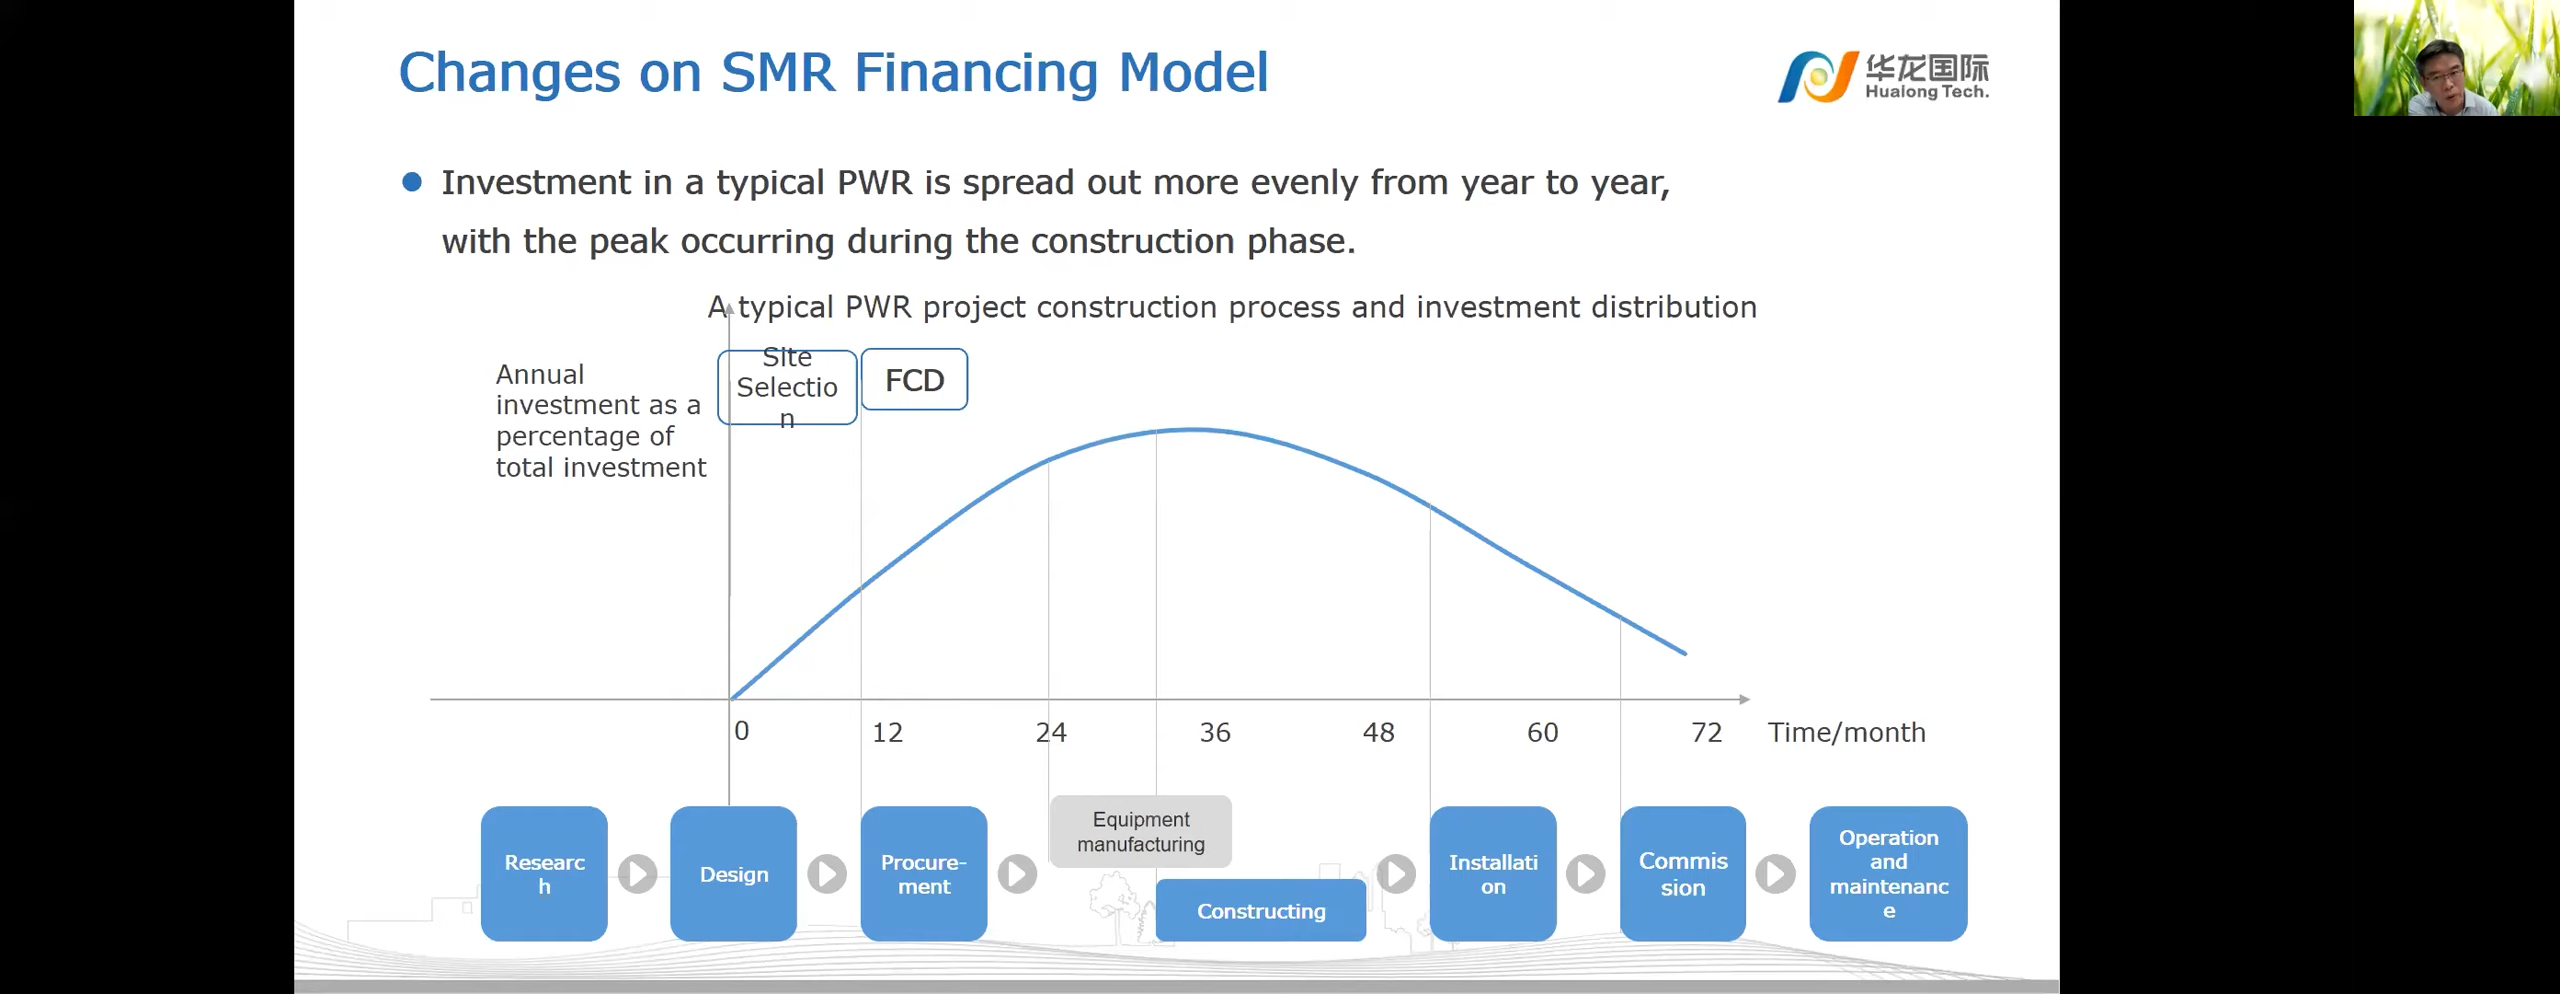 Changes on SMR Financing Model
华龙国际
Hualong Tech.
Investment in a typical PWR is spread out more evenly from year to year,
with the peak occurring during the construction phase.
A typical PWR project construction process and investment distribution
Annual
investment as a
percentage of
total investment
Site
Selectio
n
FCD
0 12 24 36 48 60 72 Time/month
Researc
h
Design
Procure-
ment
Equipment
manufacturing
Constructing
Installati
on
Commis
sion
Operation
and
maintenanc
e